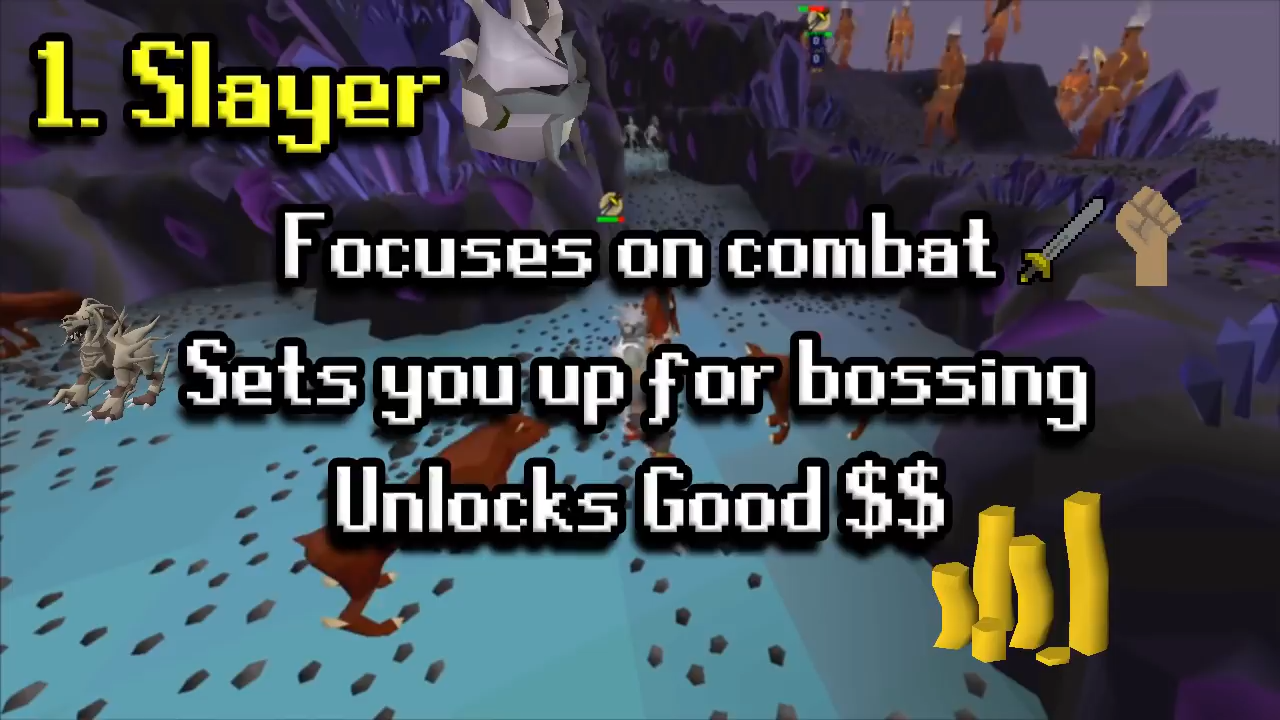 1. Slayer
Focuses on combat
Sets you up for bossing
Unlocks Good $$